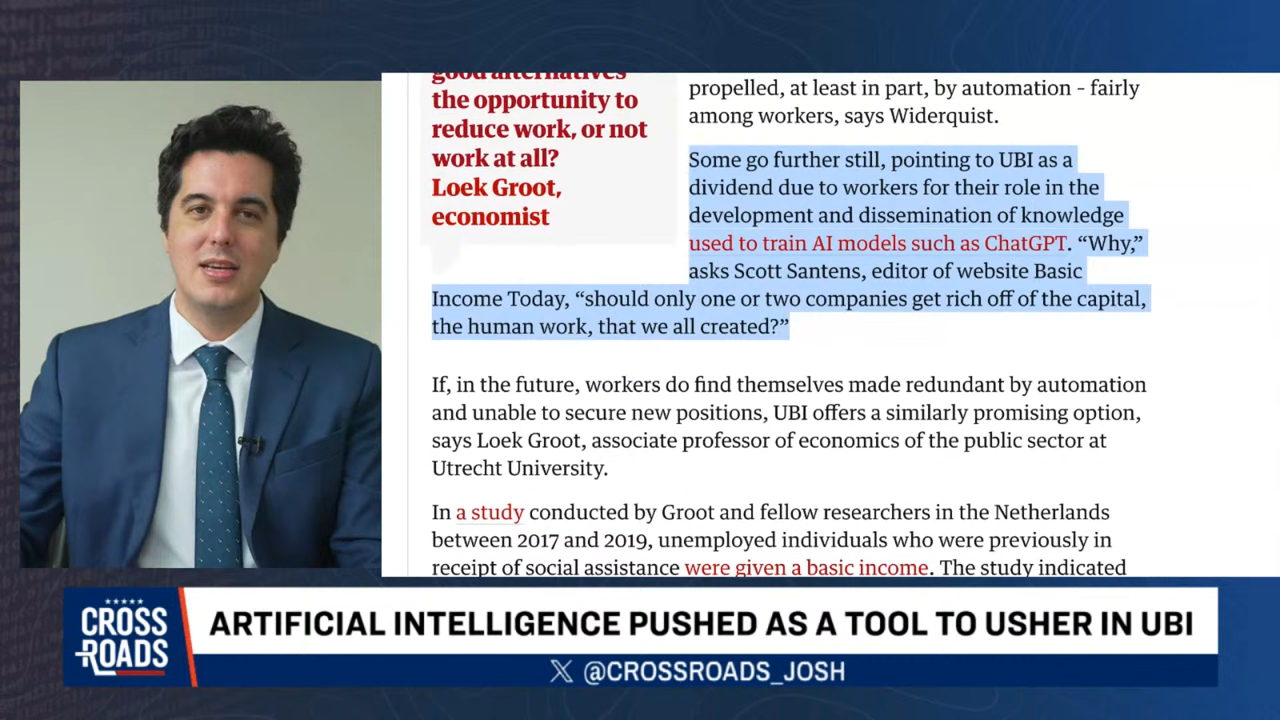 good alternatives
the opportunity to
reduce work, or not
work at all?
Loek Groot,
economist
propelled, at least in part, by automation – fairly
among workers, says Widerquist.
Some go further still, pointing to UBI as a
dividend due to workers for their role in the
development and dissemination of knowledge
used to train AI models such as ChatGPT. “Why,”
asks Scott Santens, editor of website Basic
Income Today, “should only one or two companies get rich off of the capital,
the human work, that we all created?”
If, in the future, workers do find themselves made redundant by automation
and unable to secure new positions, UBI offers a similarly promising option,
says Loek Groot, associate professor of economics of the public sector at
Utrecht University.
In a study conducted by Groot and fellow researchers in the Netherlands
between 2017 and 2019, unemployed individuals who were previously in
receipt of social assistance were given a basic income. The study indicated
CROSS
ROADS
ARTIFICIAL INTELLIGENCE PUSHED AS A TOOL TO USHER IN UBI
X @CROSSROADS_JOSH